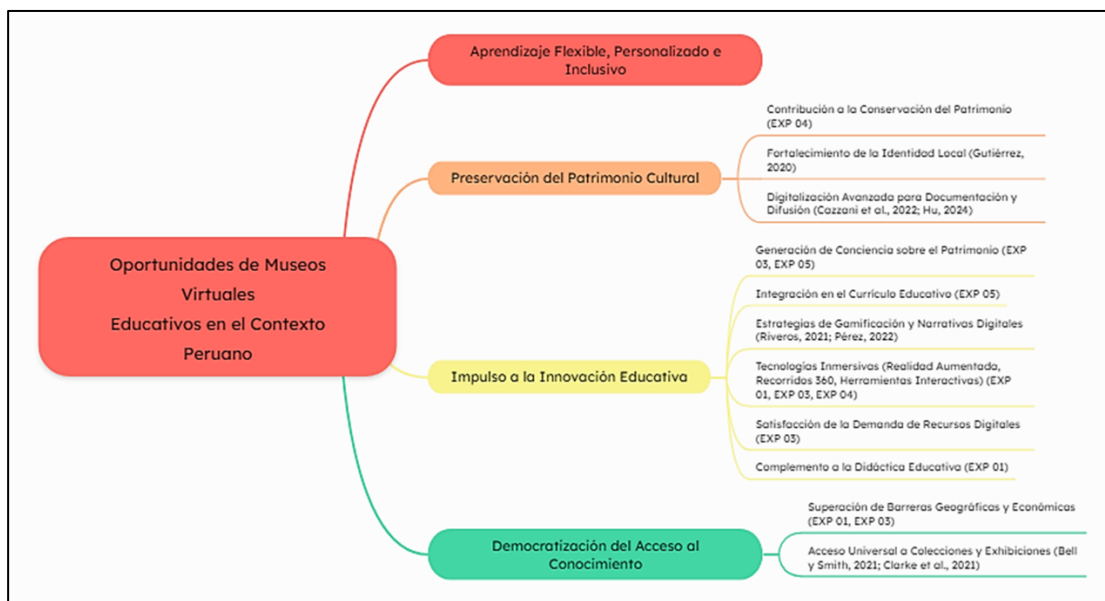 Aprendizaje Flexible, Personalizado e
Inclusivo
Contribución a la Conservación del Patrimonio
(EXP 04)
Fortalecimiento de la Identidad Local (Gutiérrez,
2020)
Preservación del Patrimonio Cultural
Digitalización Avanzada para Documentación y
Difusión (Cazzani et al., 2022; Hu, 2024)
Oportunidades de Museos
Virtuales
Educativos en el Contexto
Peruano
Generación de Conciencia sobre el Patrimonio (EXP
03, EXP 05)
Integración en el Currículo Educativo (EXP 05)
Estrategias de Gamificación y Narrativas Digitales
(Riveros, 2021; Pérez, 2022)
Impulso a la Innovación Educativa
Tecnologías Inmersivas (Realidad Aumentada,
Recorridos 360, Herramientas Interactivas) (EXP
01, EXP 03, EXP 04)
Satisfacción de la Demanda de Recursos Digitales
(EXP 03)
Complemento a la Didáctica Educativa (EXP 01)
Superación de Barreras Geográficas y Económicas
(EXP 01, EXP 03)
Democratización del Acceso al
Conocimiento
Acceso Universal a Colecciones y Exhibiciones (Bell
y Smith, 2021; Clarke et al., 2021)